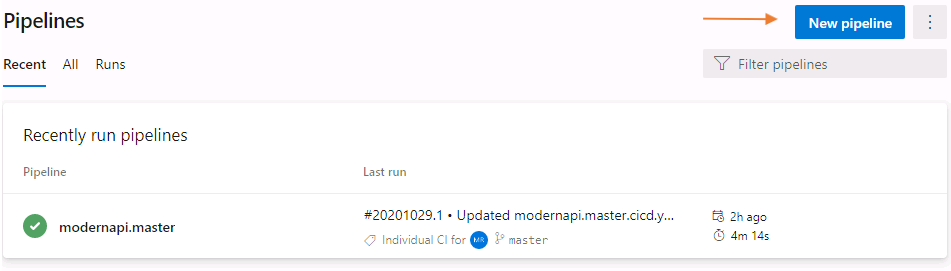 Pipelines
New pipeline
Recent All Runs
Filter pipelines
Recently run pipelines
Pipeline Last run
modernapi.master
#20201029.1 • Updated modernapi.master.cicd.y...
2h ago
Individual CI for MR master
4m 14s